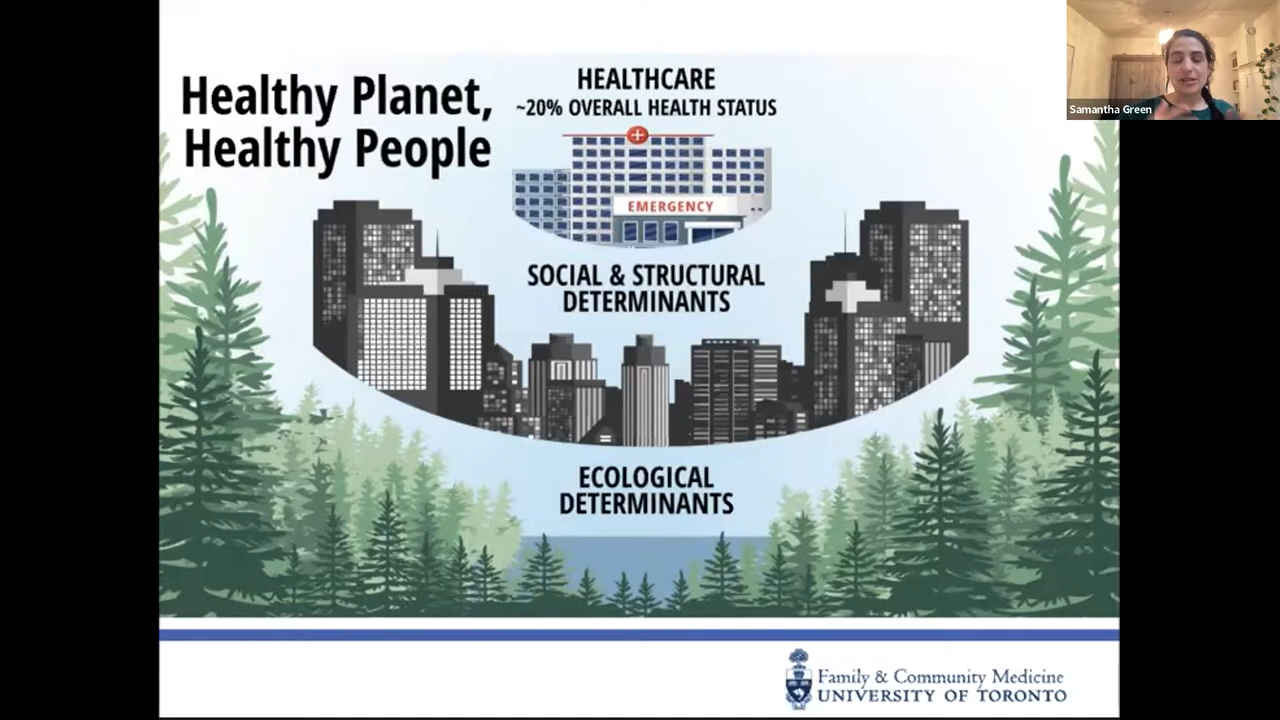 Healthy Planet,
Healthy People
HEALTHCARE
~20% OVERALL HEALTH STATUS
EMERGENCY
SOCIAL & STRUCTURAL
DETERMINANTS
ECOLOGICAL
DETERMINANTS
Samantha Green
Family & Community Medicine
UNIVERSITY OF TORONTO